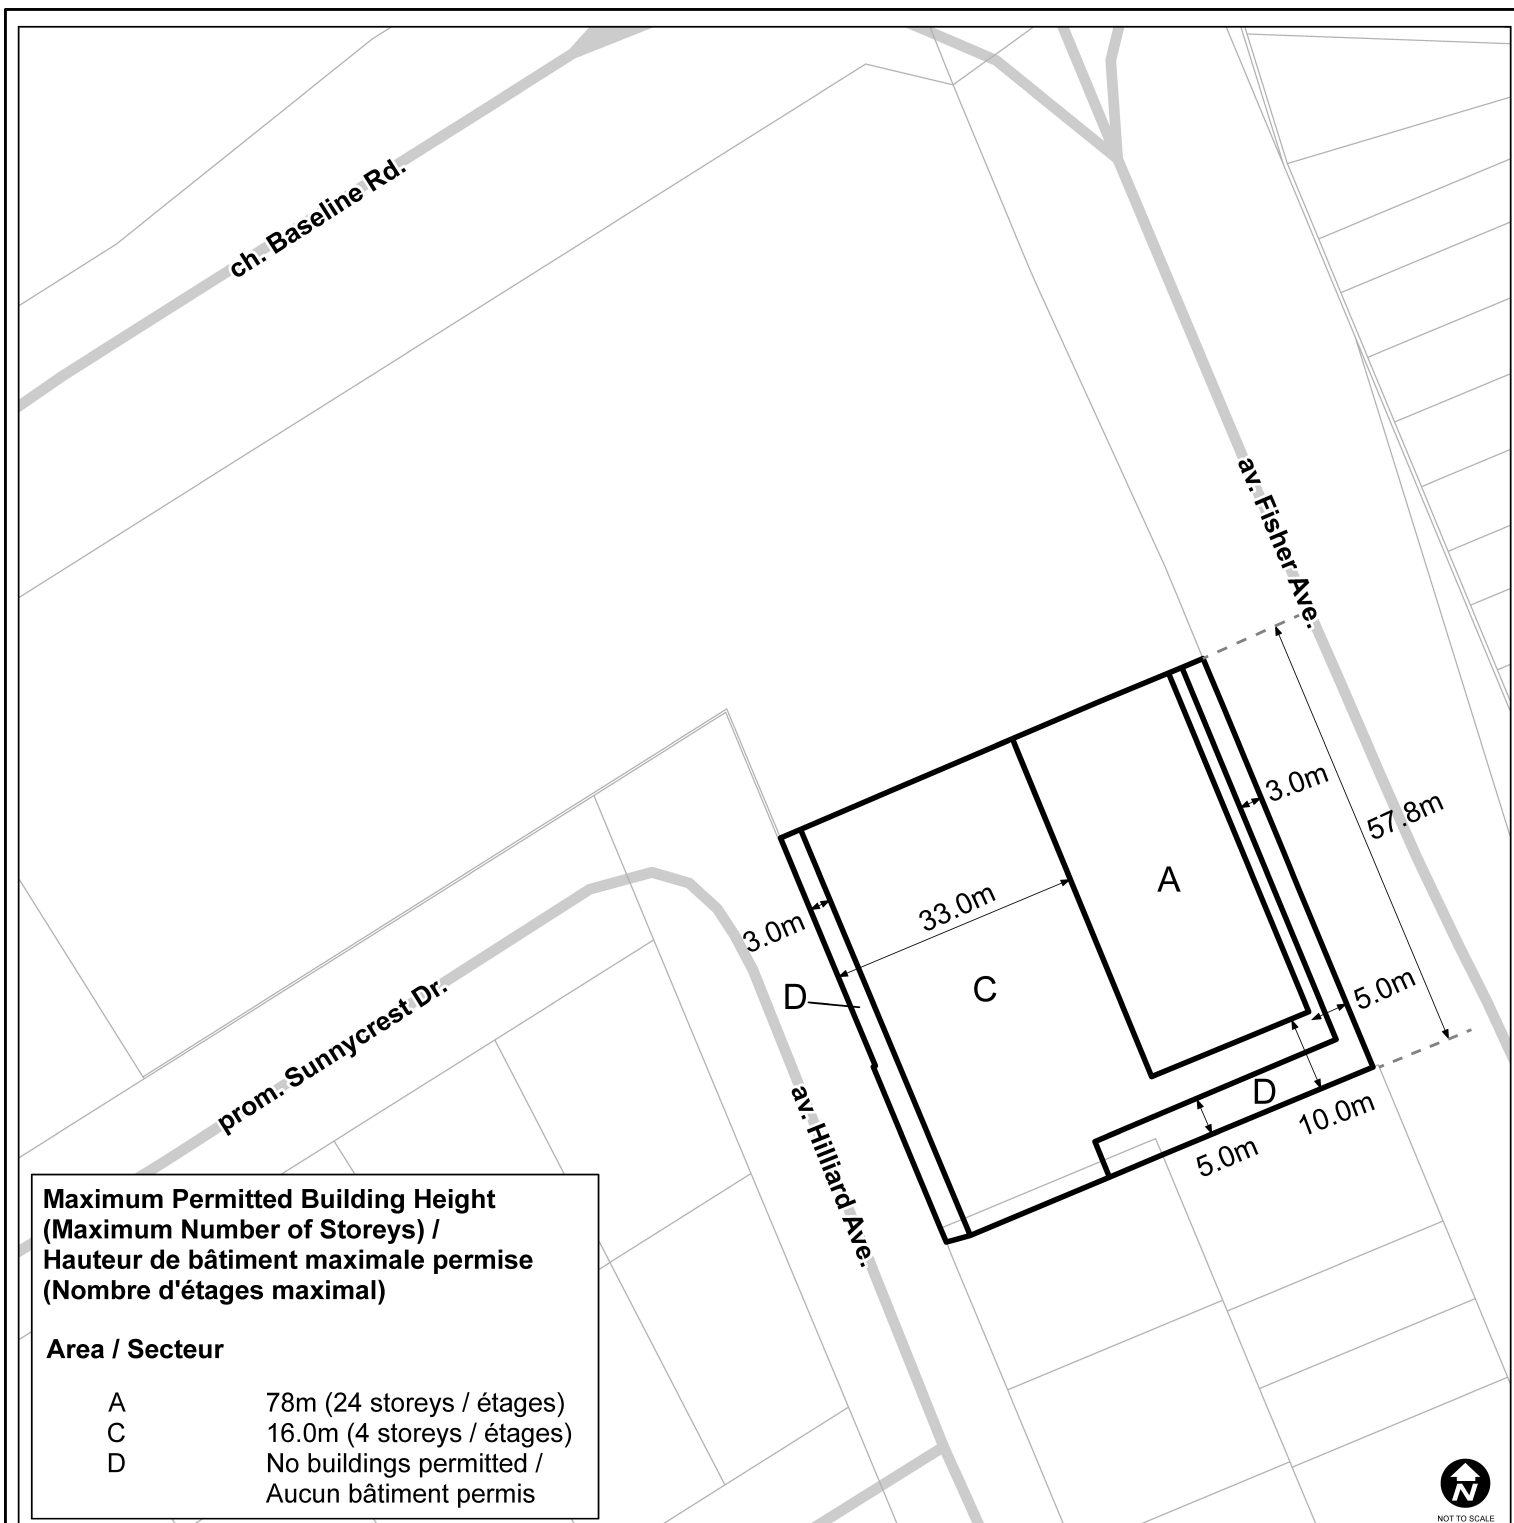 ch. Baseline Rd.
av. Fisher Ave.
3.0m
57.8m
A
33.0m
3.0m
D
C
5.0m
prom. Sunnycrest Dr.
D
10.0m
5.0m
av. Hilliard Ave.
Maximum Permitted Building Height
(Maximum Number of Storeys) /
Hauteur de bâtiment maximale permise
(Nombre d'étages maximal)
Area / Secteur
A 78m (24 storeys / étages)
C 16.0m (4 storeys / étages)
D No buildings permitted /
Aucun bâtiment permis
N
NOT TO SCALE